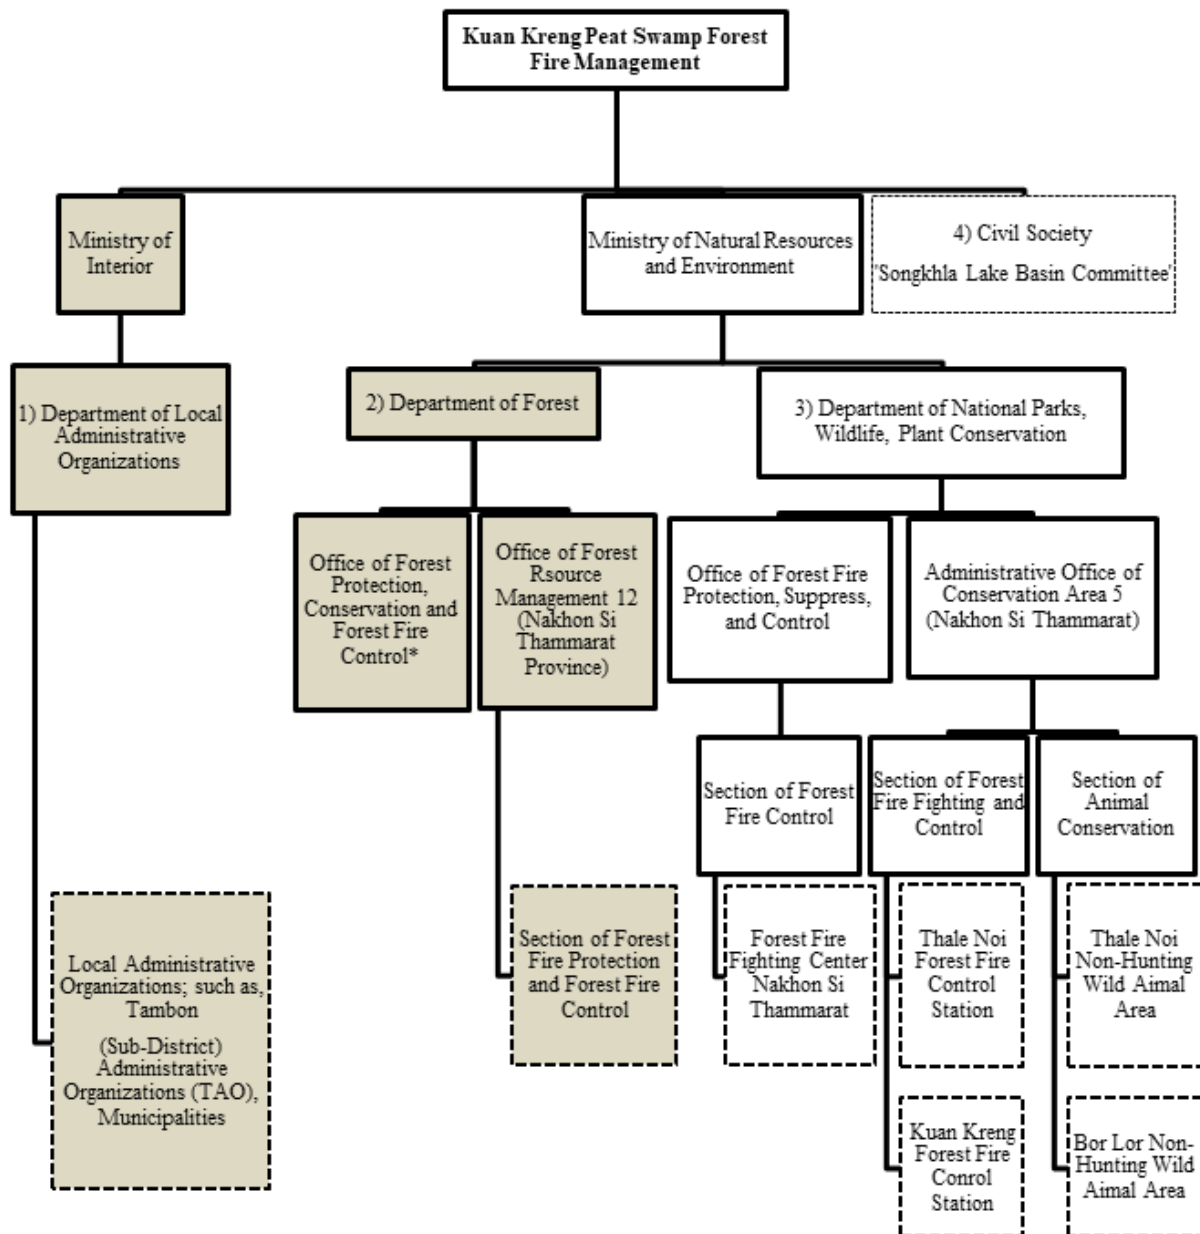 Kuan Kreng Peat Swamp Forest
Fire Management
Ministry of
Interior
Ministry of Natural Resources
and Environment
4) Civil Society
'Songkhla Lake Basin Committee'
1) Department of Local
Administrative
Organizations
2) Department of Forest
3) Department of National Parks,
Wildlife, Plant Conservation
Office of Forest
Protection,
Conservation and
Forest Fire
Control*
Office of Forest
Rsource
Management 12
(Nakhon Si
Thammarat
Province)
Office of Forest Fire
Protection, Suppress,
and Control
Administrative Office of
Conservation Area 5
(Nakhon Si Thammarat)
Section of Forest
Fire Control
Section of Forest
Fire Fighting and
Control
Section of
Animal
Conservation
Local Administrative
Organizations; such as,
Tambon
(Sub-District)
Administrative
Organizations (TAO),
Municipalities
Section of Forest
Fire Protection
and Forest Fire
Control
Forest Fire
Fighting Center
Nakhon Si
Thammarat
Thale Noi
Forest Fire
Control
Station
Thale Noi
Non-Hunting
Wild Aimal
Area
Kuan Kreng
Forest Fire
Conrol
Station
Bor Lor Non-
Hunting Wild
Aimal Area